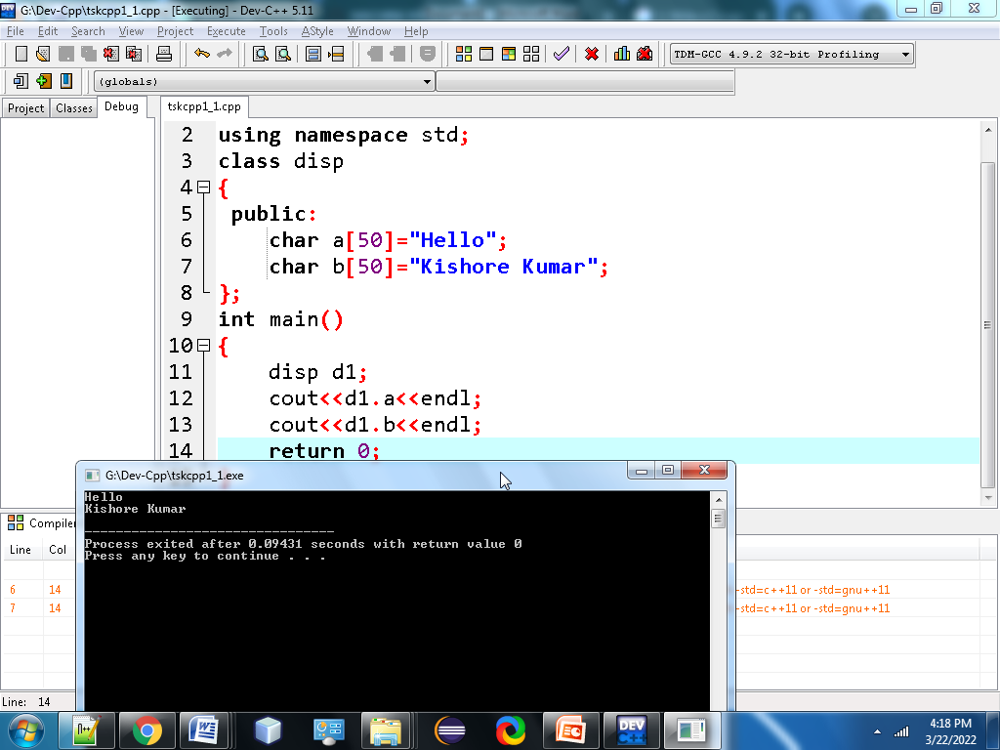 G:\Dev-Cpp\tskcpp1_1.cpp - [Executing] - Dev-C++ 5.11
File Edit Search View Project Execute Tools AStyle Window Help
TDM-GCC 4.9.2 32-bit Profiling
(globals)
Project Classes Debug
tskcpp1_1.cpp
2 using namespace std;
3 class disp
4 {
5 public:
6 char a[50]="Hello";
7 char b[50]="Kishore Kumar";
8 };
9 int main()
10 {
11 disp d1;
12 cout<<d1.a<<endl;
13 cout<<d1.b<<endl;
14 return 0;
G:\Dev-Cpp\tskcpp1_1.exe
Hello
Kishore Kumar
--------------------------------
Process exited after 0.09431 seconds with return value 0
Press any key to continue . . .
Compiler
Line Col
6 14 -std=c++11 or -std=gnu++11
7 14 -std=c++11 or -std=gnu++11
Line: 14
n++
W
P
DEV
C++
4:18 PM
3/22/2022